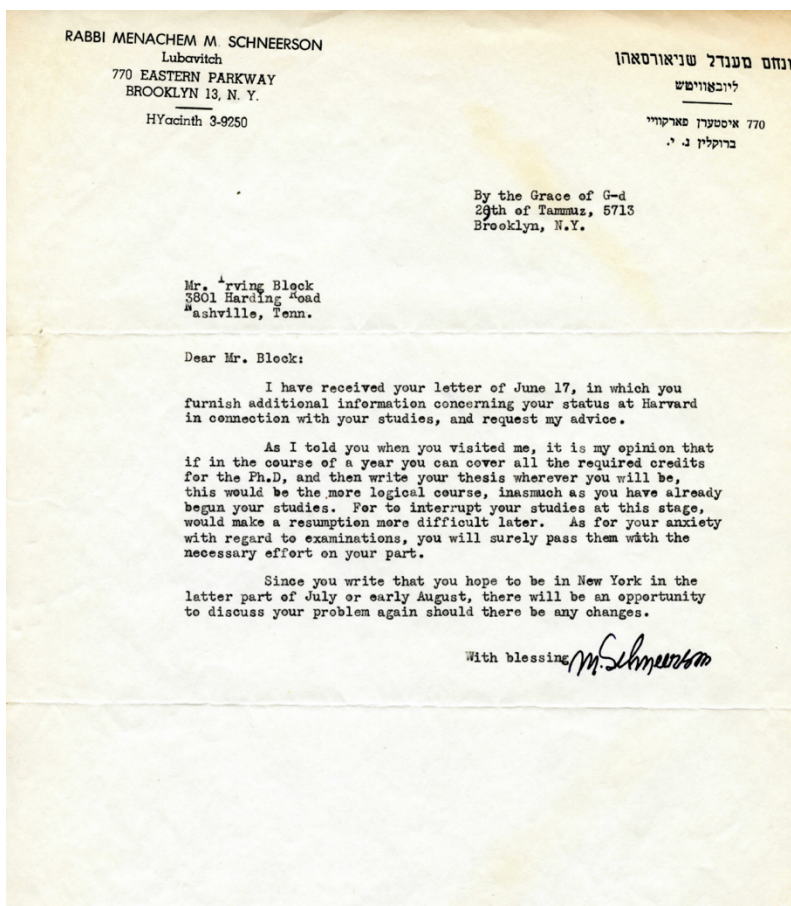 RABBI MENACHEM M. SCHNEERSON
Lubavitch
770 EASTERN PARKWAY
BROOKLYN 13, N. Y.
HYacinth 3-9250
מנחם מענדל שניאורסאהן
ליובאוויטש
770 איסטערן פארקוויי
ברוקלין נ. י.
By the Grace of G-d
29th of Tammuz, 5713
Brooklyn, N.Y.
Mr. Irving Block
3801 Harding Road
Nashville, Tenn.
Dear Mr. Block:
I have received your letter of June 17, in which you
furnish additional information concerning your status at Harvard
in connection with your studies, and request my advice.
As I told you when you visited me, it is my opinion that
if in the course of a year you can cover all the required credits
for the Ph.D, and then write your thesis wherever you will be,
this would be the more logical course, inasmuch as you have already
begun your studies. For to interrupt your studies at this stage,
would make a resumption more difficult later. As for your anxiety
with regard to examinations, you will surely pass them with the
necessary effort on your part.
Since you write that you hope to be in New York in the
latter part of July or early August, there will be an opportunity
to discuss your problem again should there be any changes.
With blessing M. Schneerson